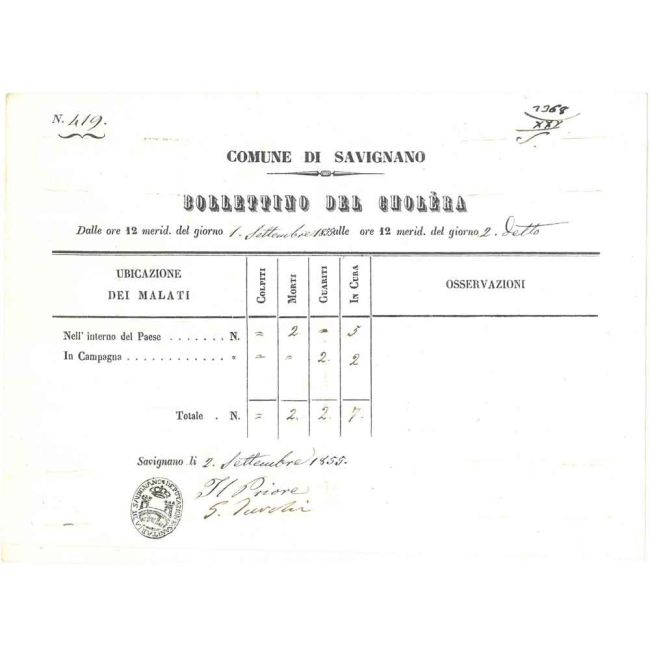 N. 419.
1968
XXV
COMUNE DI SAVIGNANO
BOLLETTINO DEL CHOLÈRA
Dalle ore 12 merid. del giorno 1. Settembre 1855 alle ore 12 merid. del giorno 2. detto
UBICAZIONE DEI MALATI COLPITI MORTI GUARITI IN CURA OSSERVAZIONI
Nell' interno del Paese . . . . . . . N. = 2 = 5
In Campagna . . . . . . . . . . . . « = = 2. 2
Totale . N. = 2. 2. 7.
Savignano li 2. Settembre 1855.
Il Priore